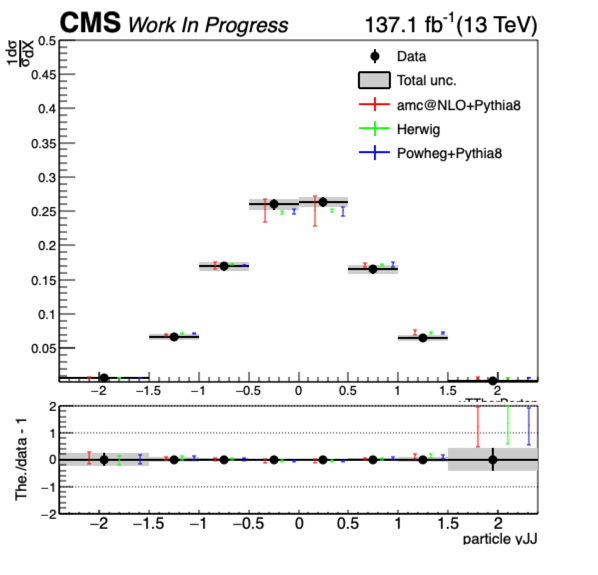 CMS Work In Progress 137.1 fb-1(13 TeV)
1 dσ
σ dX
Data
Total unc.
amc@NLO+Pythia8
Herwig
Powheg+Pythia8
0.5
0.45
0.4
0.35
0.3
0.25
0.2
0.15
0.1
0.05
−2 −1.5 −1 −0.5 0 0.5 1 1.5 2
The./data - 1
2
1
0
−1
−2
−2 −1.5 −1 −0.5 0 0.5 1 1.5 2
particle yJJ